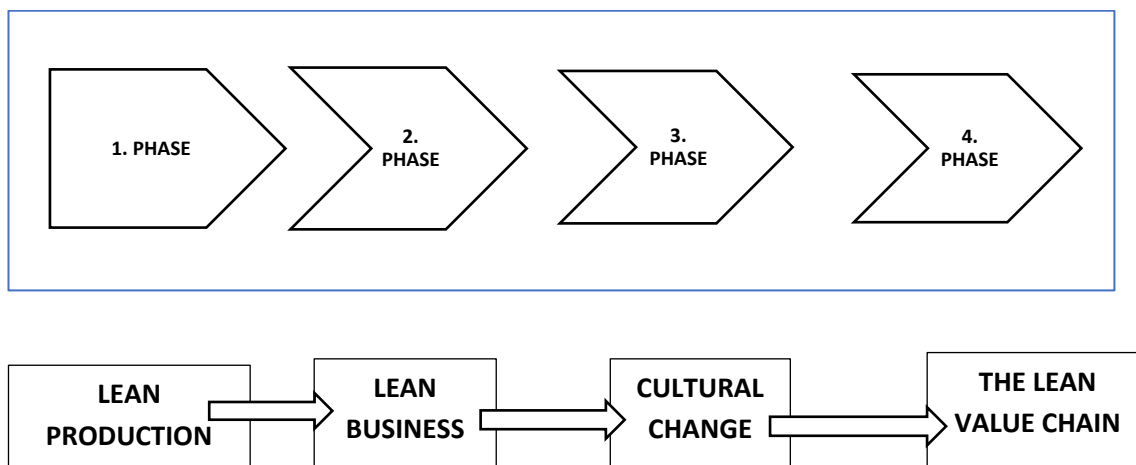 1. PHASE
2.
PHASE
3.
PHASE
4.
PHASE
LEAN
PRODUCTION
LEAN
BUSINESS
CULTURAL
CHANGE
THE LEAN
VALUE CHAIN